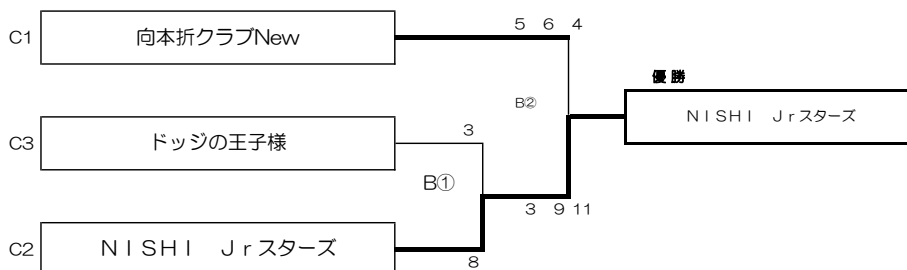 5 6 4
C1 向本折クラブNew
優勝
B②
NISHI Jrスターズ
3
C3 ドッジの王子様
B①
3 9 11
C2 NISHI Jrスターズ
8